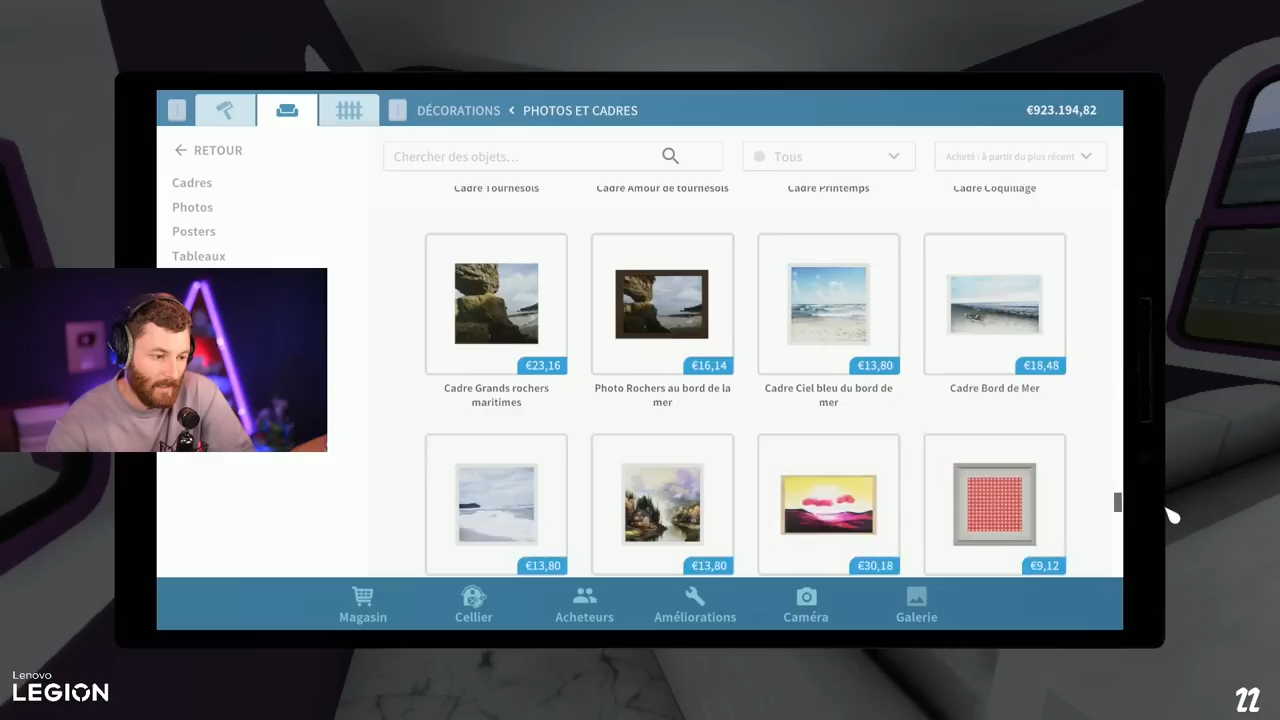 DÉCORATIONS < PHOTOS ET CADRES
€923.194,82
RETOUR
Cadres
Photos
Posters
Tableaux
Chercher des objets...
Tous
Acheté : à partir du plus récent
Cadre Tournesols
Cadre Amour de tournesols
Cadre Printemps
Cadre Coquillage
€23,16
€16,14
€13,80
€18,48
Cadre Grands rochers
maritimes
Photo Rochers au bord de la
mer
Cadre Ciel bleu du bord de
mer
Cadre Bord de Mer
€13,80
€13,80
€30,18
€9,12
Magasin
Cellier
Acheteurs
Améliorations
Caméra
Galerie
Lenovo
LEGION
22